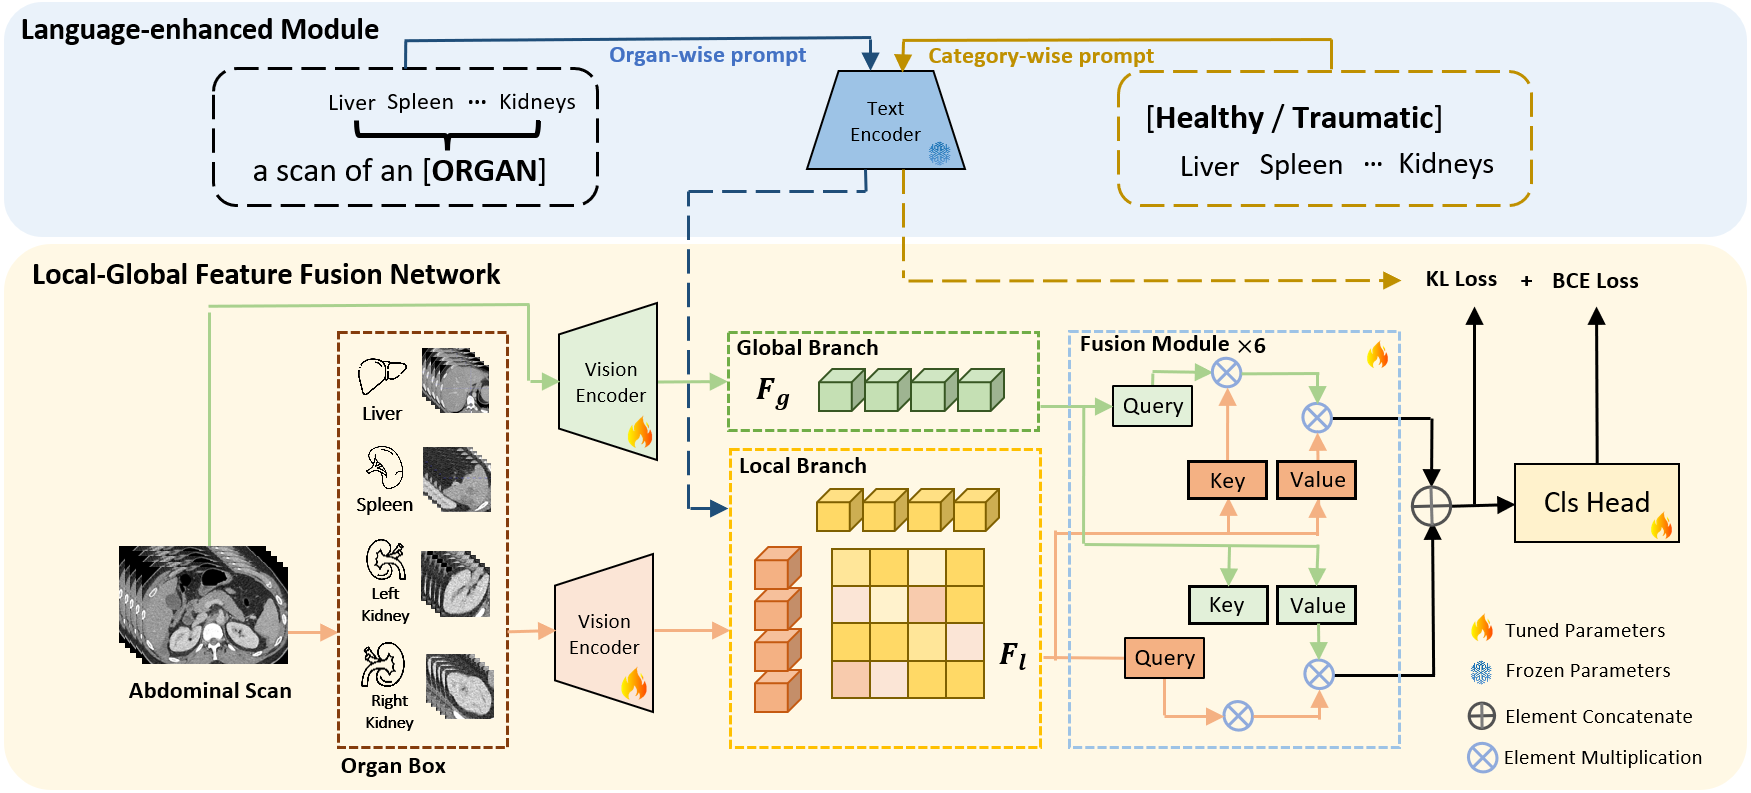 Language-enhanced Module
Organ-wise prompt
Category-wise prompt
Liver Spleen ··· Kidneys
a scan of an [ORGAN]
Text
Encoder
[Healthy / Traumatic]
Liver Spleen ··· Kidneys
Local-Global Feature Fusion Network
KL Loss + BCE Loss
Liver
Spleen
Left
Kidney
Right
Kidney
Organ Box
Abdominal Scan
Vision
Encoder
Vision
Encoder
Global Branch
F_g
Local Branch
F_l
Fusion Module ×6
Query
Key
Value
Key
Value
Query
Cls Head
Tuned Parameters
Frozen Parameters
Element Concatenate
Element Multiplication